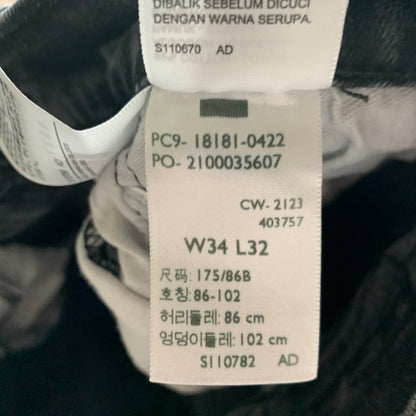 DIBALIK SEBELUM DICUCI
DENGAN WARNA SERUPA.
S110670 AD
PC9- 18181-0422
PO- 2100035607
CW- 2123
403757
W34 L32
尺码: 175/86B
호칭: 86-102
허리둘레: 86 cm
엉덩이둘레: 102 cm
S110782 AD